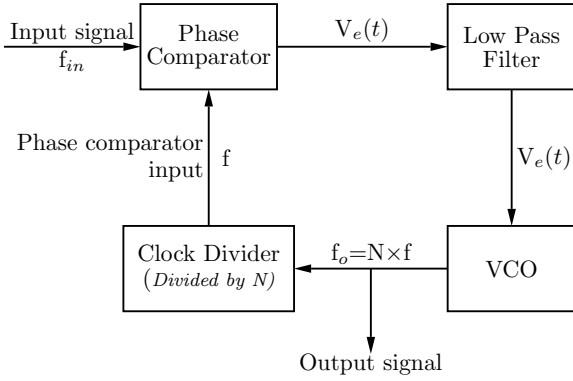 Input signal
f_in
Phase
Comparator
V_e(t)
Low Pass
Filter
Phase comparator
input
f
V_e(t)
Clock Divider
(Divided by N)
f_o=N×f
VCO
Output signal